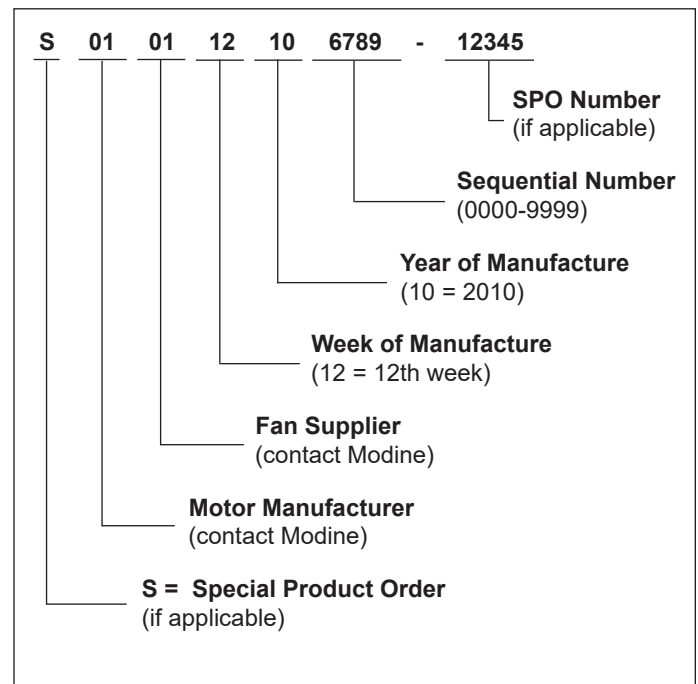 S 01 01 12 10 6789 - 12345
SPO Number
(if applicable)
Sequential Number
(0000-9999)
Year of Manufacture
(10 = 2010)
Week of Manufacture
(12 = 12th week)
Fan Supplier
(contact Modine)
Motor Manufacturer
(contact Modine)
S = Special Product Order
(if applicable)